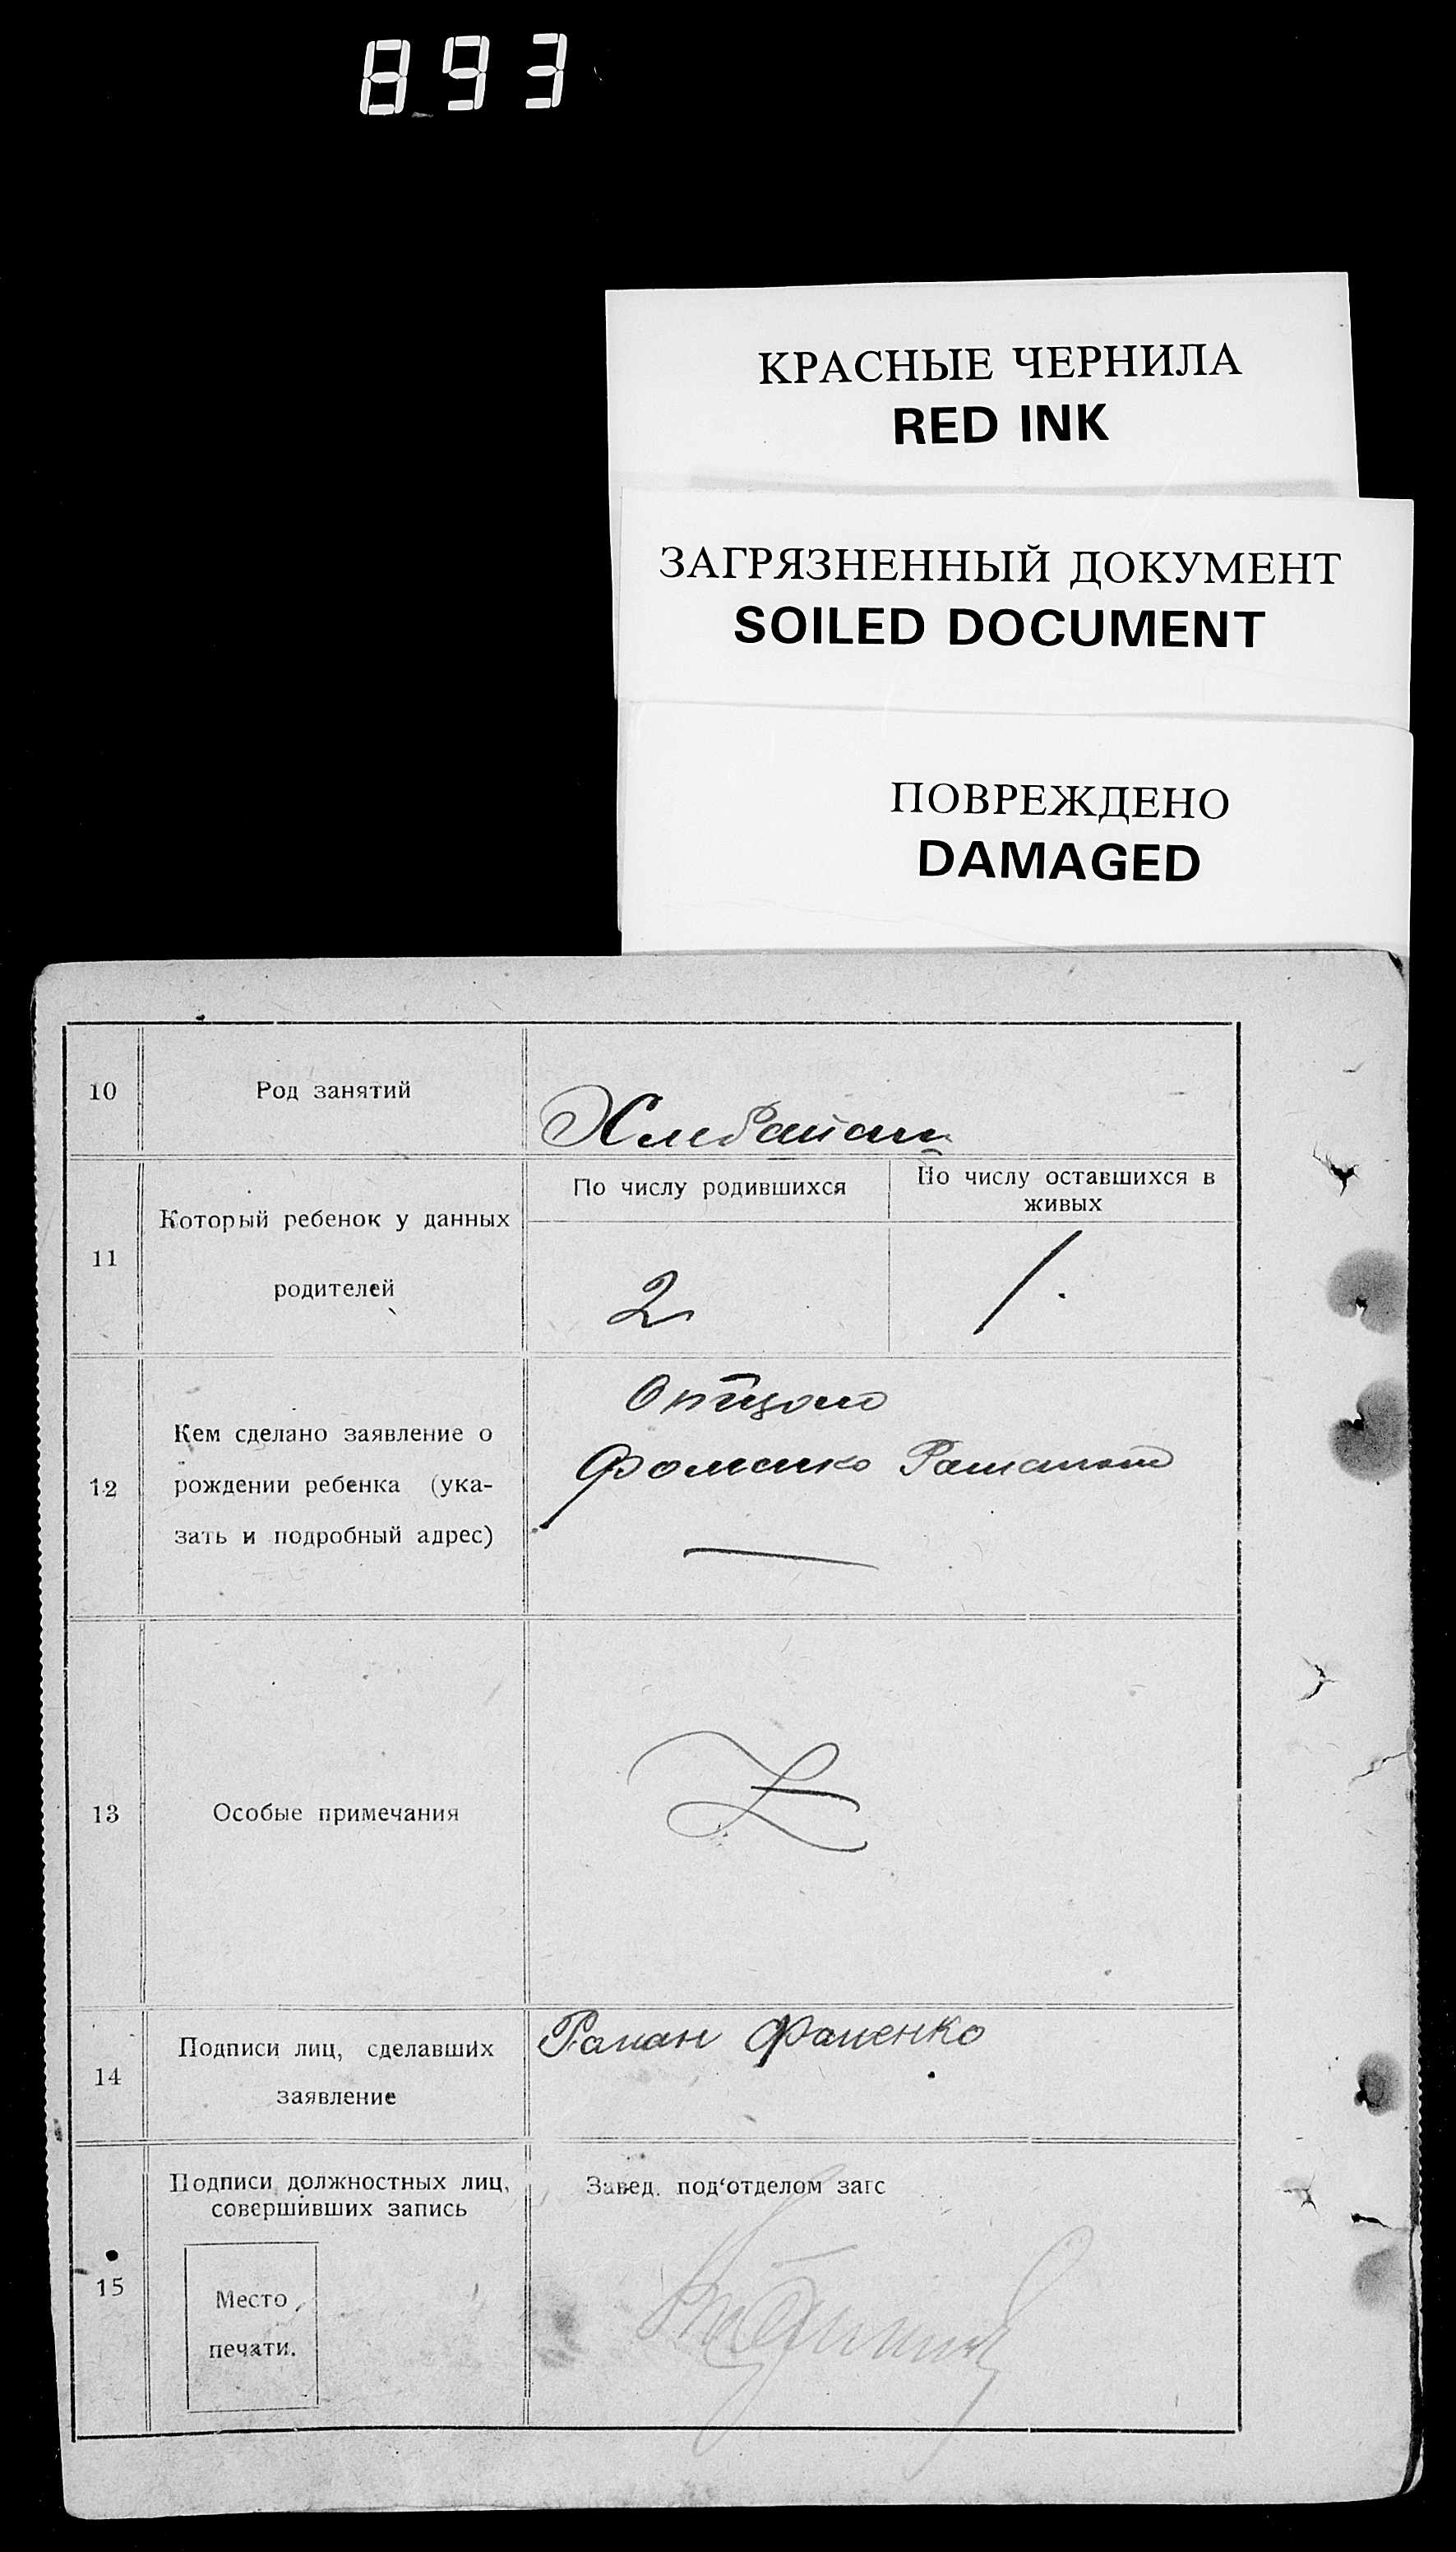 893
КРАСНЫЕ ЧЕРНИЛА
RED INK
ЗАГРЯЗНЕННЫЙ ДОКУМЕНТ
SOILED DOCUMENT
ПОВРЕЖДЕНО
DAMAGED
10
Род занятий
11
Который ребенок у данных
родителей
По числу родившихся
По числу оставшихся в
живых
2
1.
12
Кем сделано заявление о
рождении ребенка (ука-
зать и подробный адрес)
Фоменко Романом
13
Особые примечания
14
Подписи лиц, сделавших
заявление
Роман Фоменко
15
Подписи должностных лиц,
совершивших запись
Место
печати.
Завед. под‘отделом загс